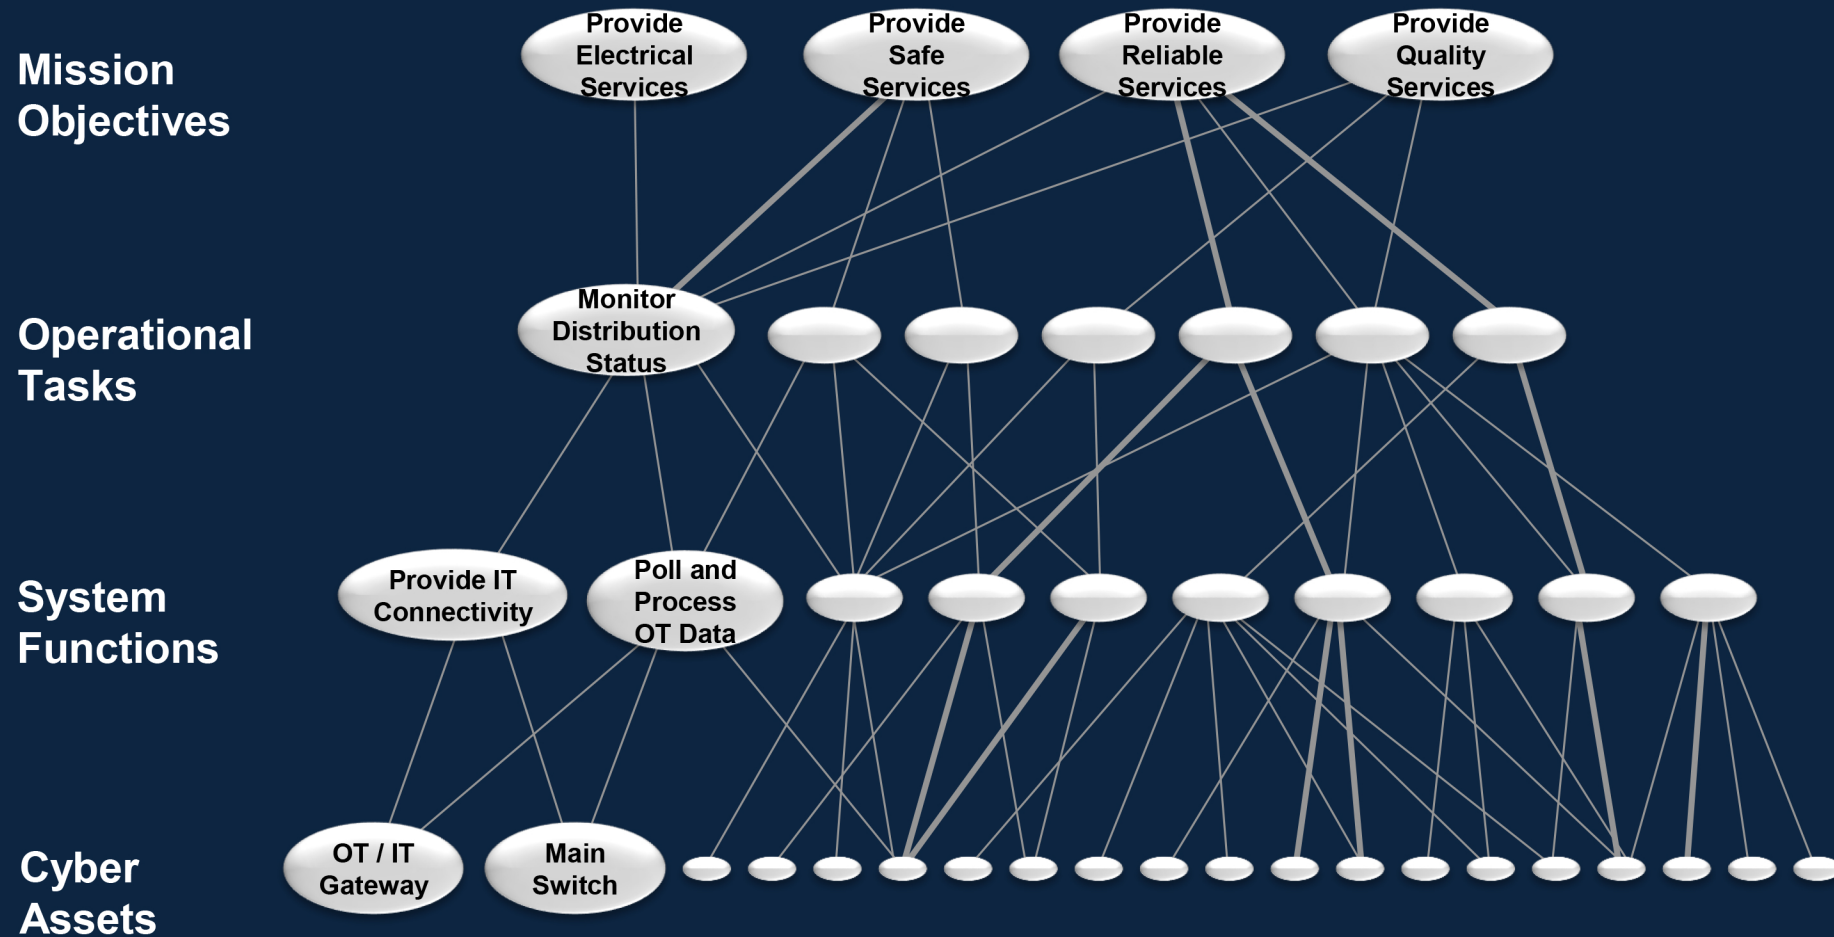 Mission
Objectives
Provide
Electrical
Services
Provide
Safe
Services
Provide
Reliable
Services
Provide
Quality
Services
Operational
Tasks
Monitor
Distribution
Status
System
Functions
Provide IT
Connectivity
Poll and
Process
OT Data
Cyber
Assets
OT / IT
Gateway
Main
Switch